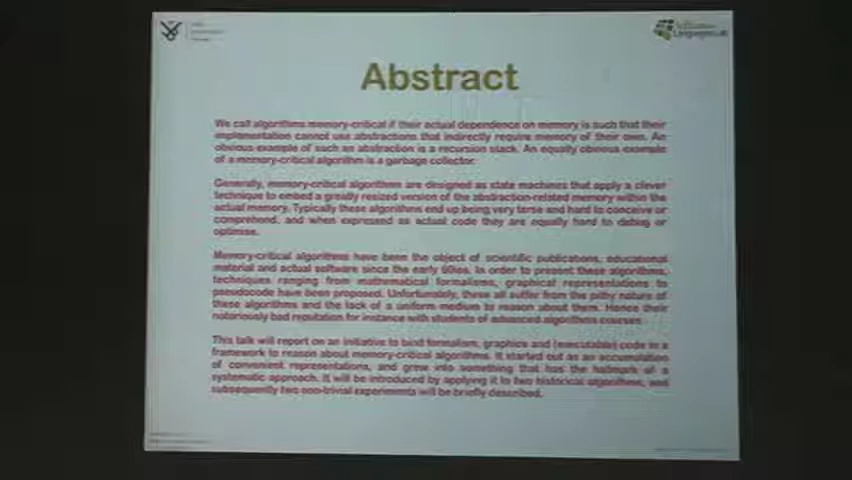 Abstract
We call algorithms memory-critical if their actual dependence on memory is such that their
implementation cannot use abstractions that indirectly require memory of their own. An
obvious example of such an abstraction is a recursion stack. An equally obvious example
of a memory-critical algorithm is a garbage collector.
Generally, memory-critical algorithms are designed as state machines that apply a clever
technique to embed a greatly resized version of the abstraction-related memory within the
actual memory. Typically these algorithms end up being very terse and hard to conceive or
comprehend, and when expressed as actual code they are equally hard to debug or
optimise.
Memory-critical algorithms have been the object of scientific publications, educational
material and actual software since the early 60ies. In order to present these algorithms,
techniques ranging from mathematical formalisms, graphical representations to
pseudocode have been proposed. Unfortunately, these all suffer from the pithy nature of
these algorithms and the lack of a uniform medium to reason about them. Hence their
notoriously bad reputation for instance with students of advanced algorithms courses.
This talk will report on an initiative to bind formalism, graphics and (executable) code in a
framework to reason about memory-critical algorithms. It started out as an accumulation
of convenient representations, and grew into something that has the hallmark of a
systematic approach. It will be introduced by applying it to two historical algorithms, and
subsequently two non-trivial experiments will be briefly described.